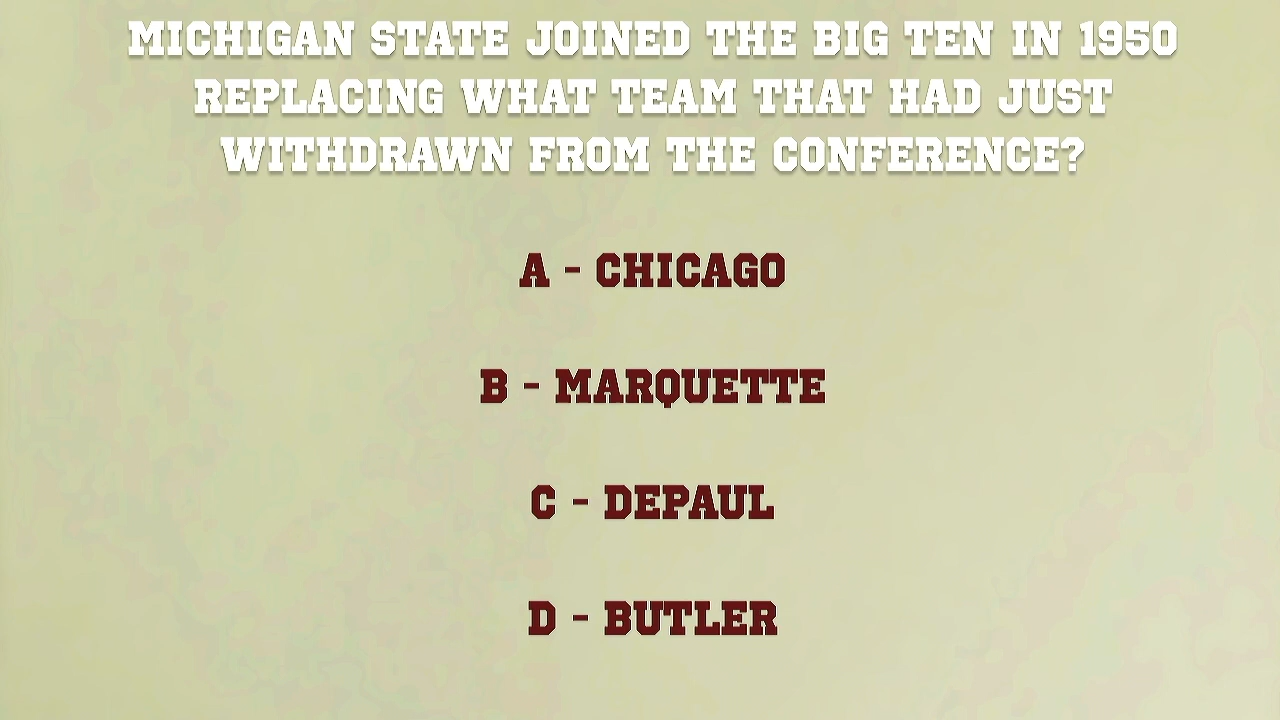 MICHIGAN STATE JOINED THE BIG TEN IN 1950
REPLACING WHAT TEAM THAT HAD JUST
WITHDRAWN FROM THE CONFERENCE?
A - CHICAGO
B - MARQUETTE
C - DEPAUL
D - BUTLER